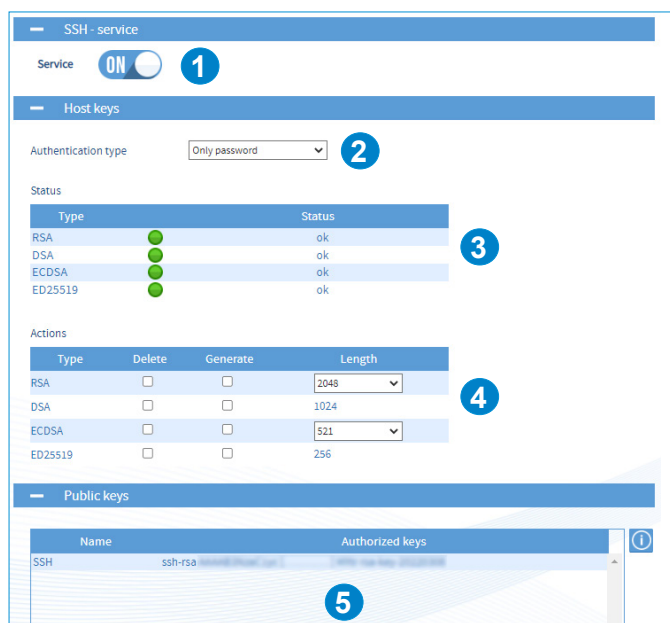 SSH - service
Service ON 1
Host keys
Authentication type Only password 2
Status
Type Status
RSA ok
DSA ok
3
ECDSA ok
ED25519 ok
Actions
Type Delete Generate Length
RSA 2048
DSA 1024
4
ECDSA 521
ED25519 256
Public keys
Name Authorized keys
SSH ssh-rsa
5